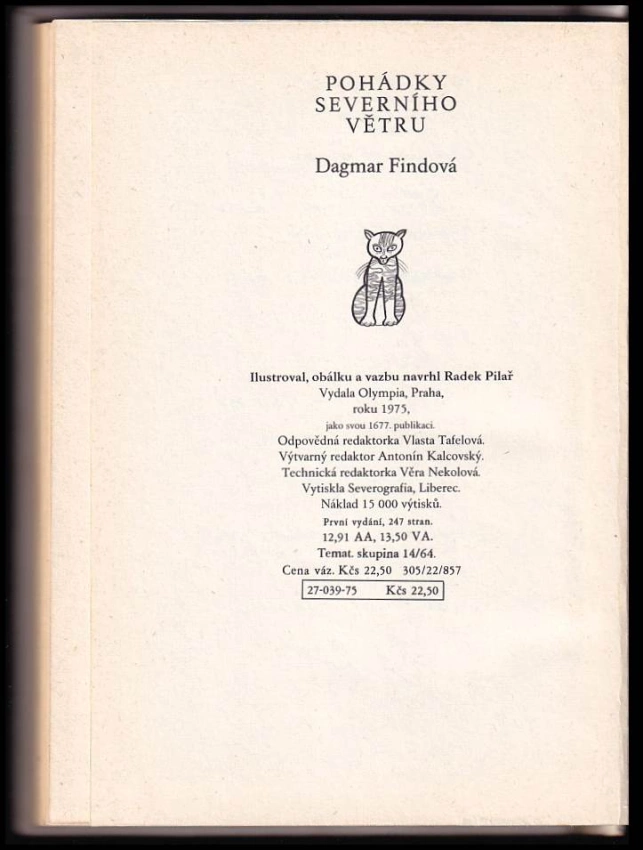 POHÁDKY
SEVERNÍHO
VĚTRU
Dagmar Findová
Ilustroval, obálku a vazbu navrhl Radek Pilař
Vydala Olympia, Praha,
roku 1975,
jako svou 1677. publikaci.
Odpovědná redaktorka Vlasta Tafelová.
Výtvarný redaktor Antonín Kalcovský.
Technická redaktorka Věra Nekolová.
Vytiskla Severografia, Liberec.
Náklad 15 000 výtisků.
První vydání, 247 stran.
12,91 AA, 13,50 VA.
Temat. skupina 14/64.
Cena váz. Kčs 22,50 305/22/857
27-039-75 Kčs 22,50